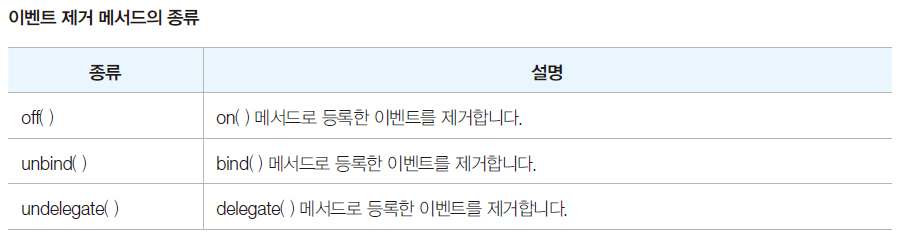 이벤트 제거 메서드의 종류
종류 설명
off( ) on( ) 메서드로 등록한 이벤트를 제거합니다.
unbind( ) bind( ) 메서드로 등록한 이벤트를 제거합니다.
undelegate( ) delegate( ) 메서드로 등록한 이벤트를 제거합니다.